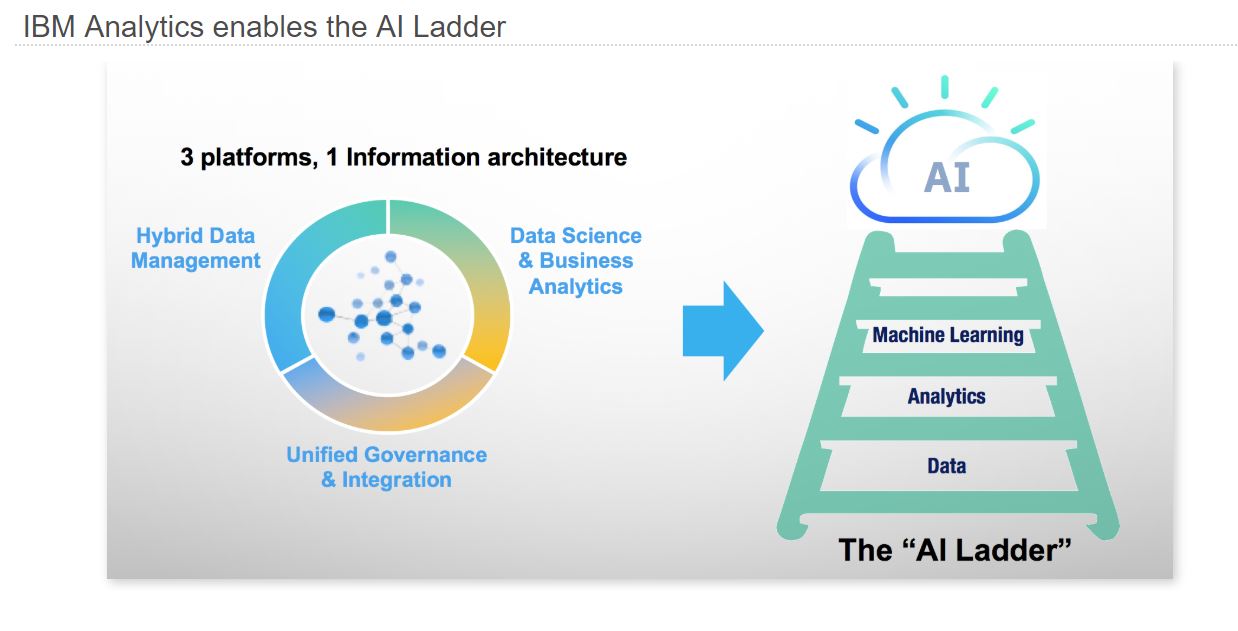 IBM Analytics enables the AI Ladder
3 platforms, 1 Information architecture
Hybrid Data
Management
Data Science
& Business
Analytics
Unified Governance
& Integration
AI
Machine Learning
Analytics
Data
The “AI Ladder”